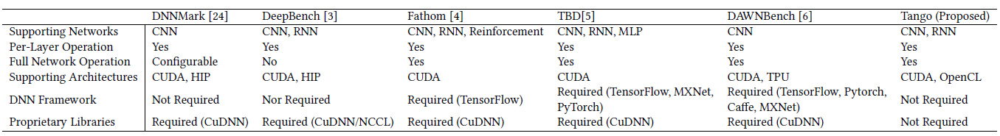 DNNMark [24] DeepBench [3] Fathom [4] TBD[5] DAWNBench [6] Tango (Proposed)
Supporting Networks CNN CNN, RNN CNN, RNN, Reinforcement CNN, RNN, MLP CNN CNN, RNN
Per-Layer Operation Yes Yes Yes Yes Yes Yes
Full Network Operation Configurable No Yes Yes Yes Yes
Supporting Architectures CUDA, HIP CUDA, HIP CUDA CUDA CUDA, TPU CUDA, OpenCL
DNN Framework Not Required Nor Required Required (TensorFlow) Required (TensorFlow, MXNet, PyTorch) Required (TensorFlow, Pytorch, Caffe, MXNet) Not Required
Proprietary Libraries Required (CuDNN) Required (CuDNN/NCCL) Required (CuDNN) Required (CuDNN) Required (CuDNN) Not Required